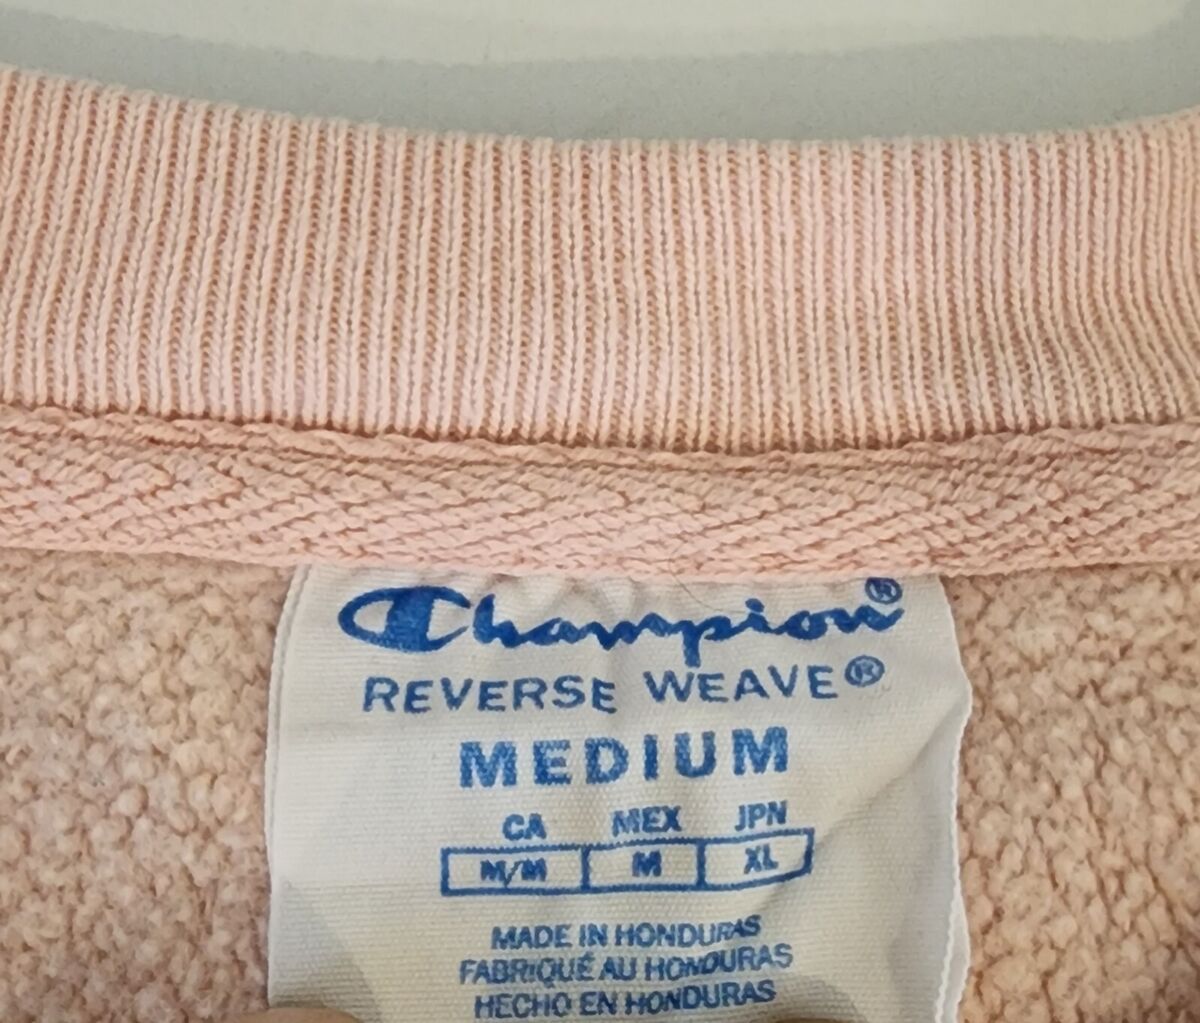 Champion®
REVERSE WEAVE®
MEDIUM
CA MEX JPN
M/M M XL
MADE IN HONDURAS
FABRIQUÉ AU HONDURAS
HECHO EN HONDURAS